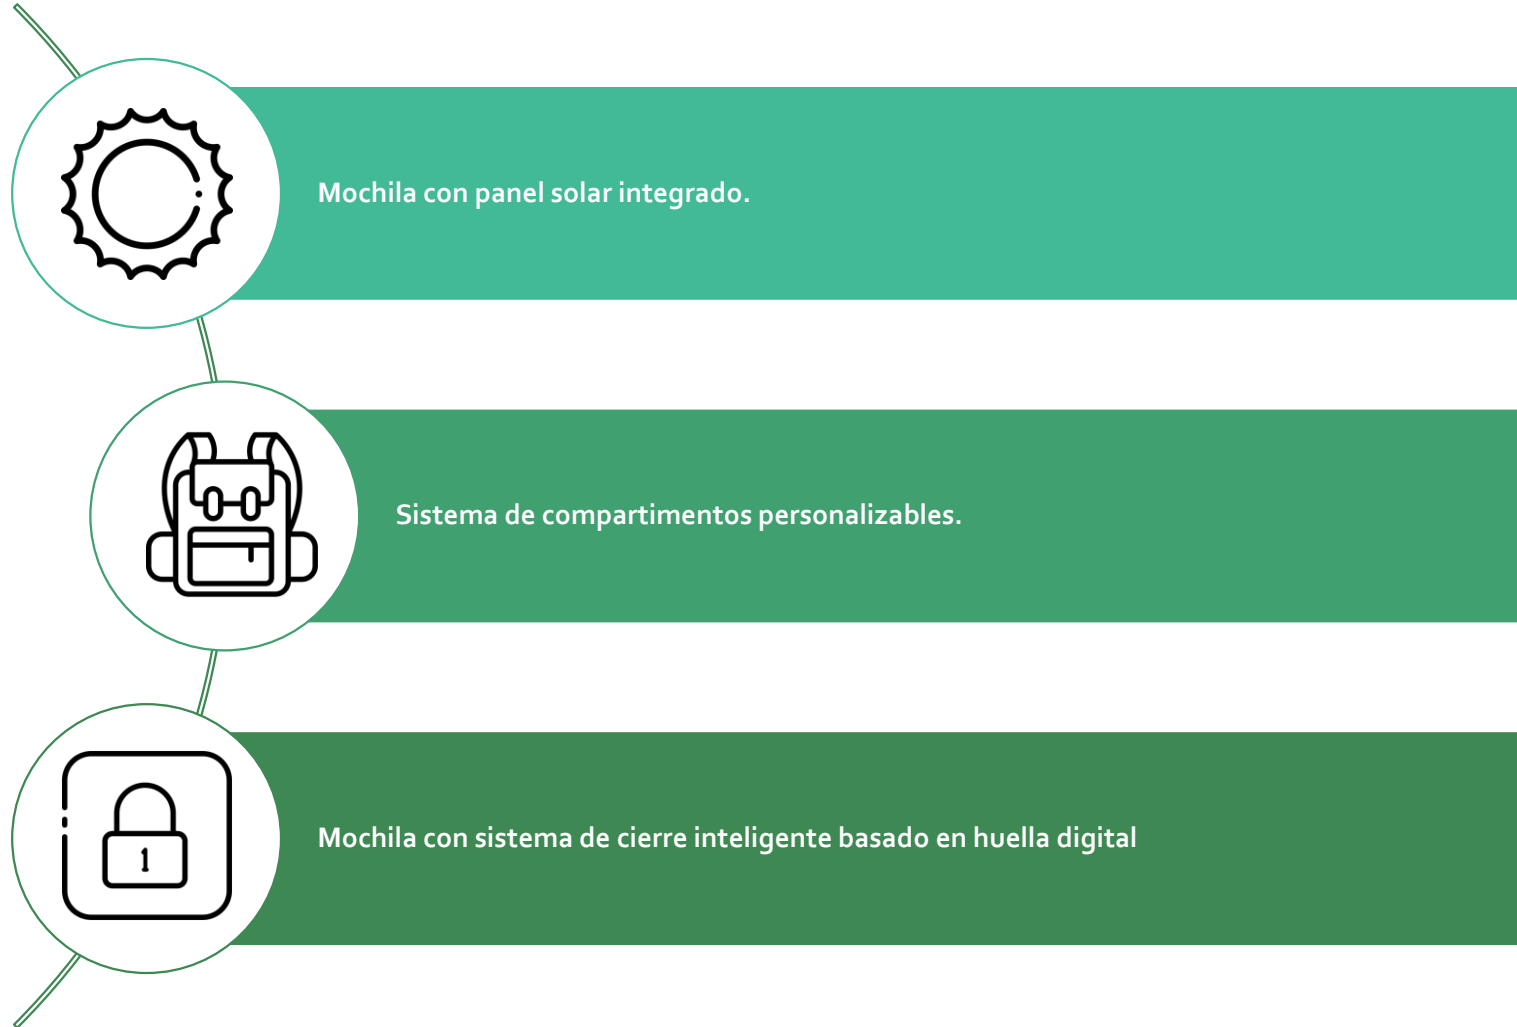 Mochila con panel solar integrado.
Sistema de compartimentos personalizables.
Mochila con sistema de cierre inteligente basado en huella digital
1